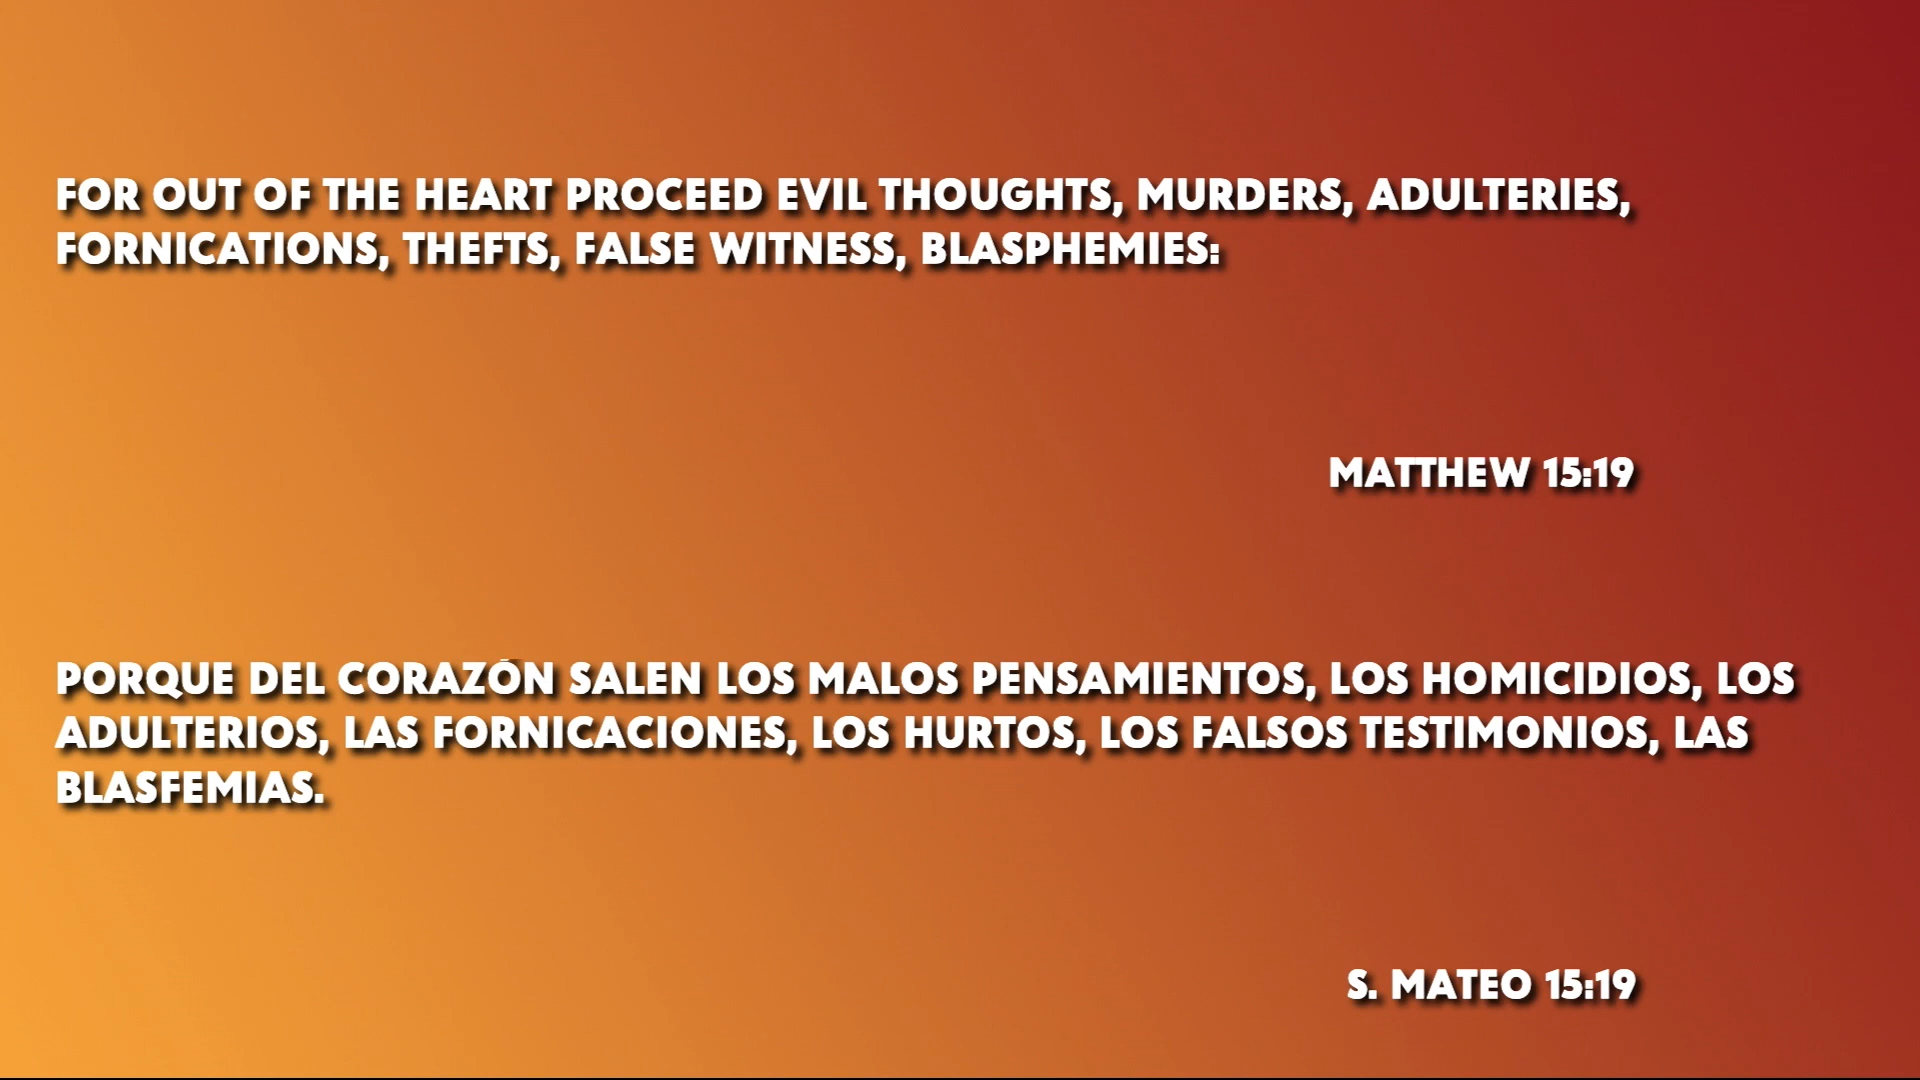 FOR OUT OF THE HEART PROCEED EVIL THOUGHTS, MURDERS, ADULTERIES,
FORNICATIONS, THEFTS, FALSE WITNESS, BLASPHEMIES:
MATTHEW 15:19
PORQUE DEL CORAZÓN SALEN LOS MALOS PENSAMIENTOS, LOS HOMICIDIOS, LOS
ADULTERIOS, LAS FORNICACIONES, LOS HURTOS, LOS FALSOS TESTIMONIOS, LAS
BLASFEMIAS.
S. MATEO 15:19